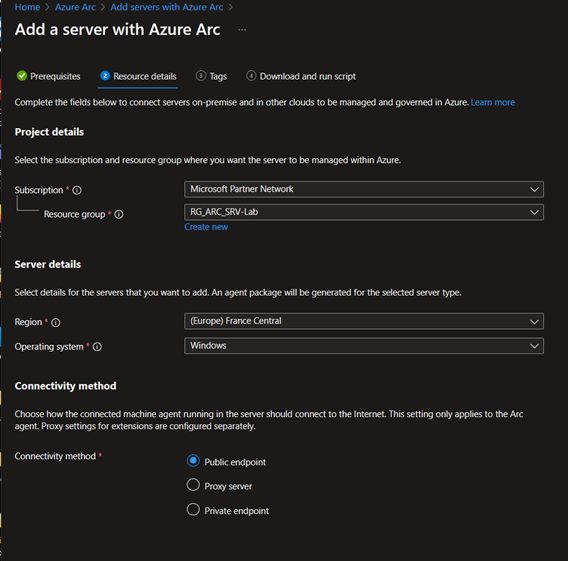 Home > Azure Arc > Add servers with Azure Arc >
Add a server with Azure Arc ...
Prerequisites 2 Resource details 3 Tags 4 Download and run script
Complete the fields below to connect servers on-premise and in other clouds to be managed and governed in Azure. Learn more
Project details
Select the subscription and resource group where you want the server to be managed within Azure.
Subscription * Microsoft Partner Network
Resource group * RG_ARC_SRV-Lab
Create new
Server details
Select details for the servers that you want to add. An agent package will be generated for the selected server type.
Region * (Europe) France Central
Operating system * Windows
Connectivity method
Choose how the connected machine agent running in the server should connect to the Internet. This setting only applies to the Arc
agent. Proxy settings for extensions are configured separately.
Connectivity method * Public endpoint
Proxy server
Private endpoint